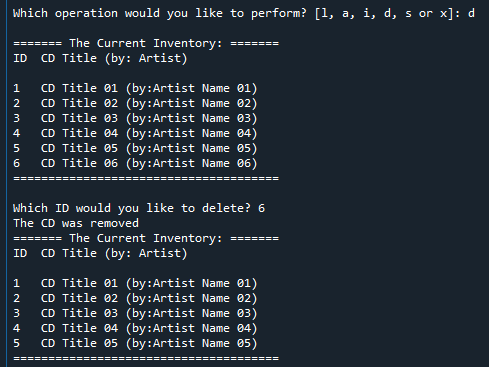 Which operation would you like to perform? [l, a, i, d, s or x]: d
======= The Current Inventory: =======
ID  CD Title (by: Artist)
1   CD Title 01 (by:Artist Name 01)
2   CD Title 02 (by:Artist Name 02)
3   CD Title 03 (by:Artist Name 03)
4   CD Title 04 (by:Artist Name 04)
5   CD Title 05 (by:Artist Name 05)
6   CD Title 06 (by:Artist Name 06)
======================================
Which ID would you like to delete? 6
The CD was removed
======= The Current Inventory: =======
ID  CD Title (by: Artist)
1   CD Title 01 (by:Artist Name 01)
2   CD Title 02 (by:Artist Name 02)
3   CD Title 03 (by:Artist Name 03)
4   CD Title 04 (by:Artist Name 04)
5   CD Title 05 (by:Artist Name 05)
======================================